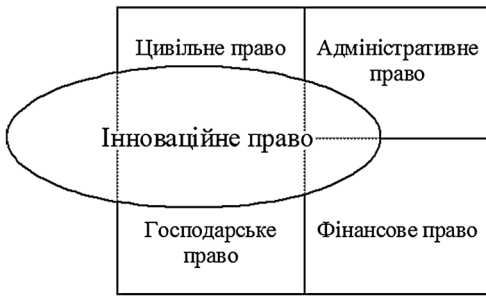 Цивільне право
Адміністративне
право
Інноваційне право
Господарське
право
Фінансове право